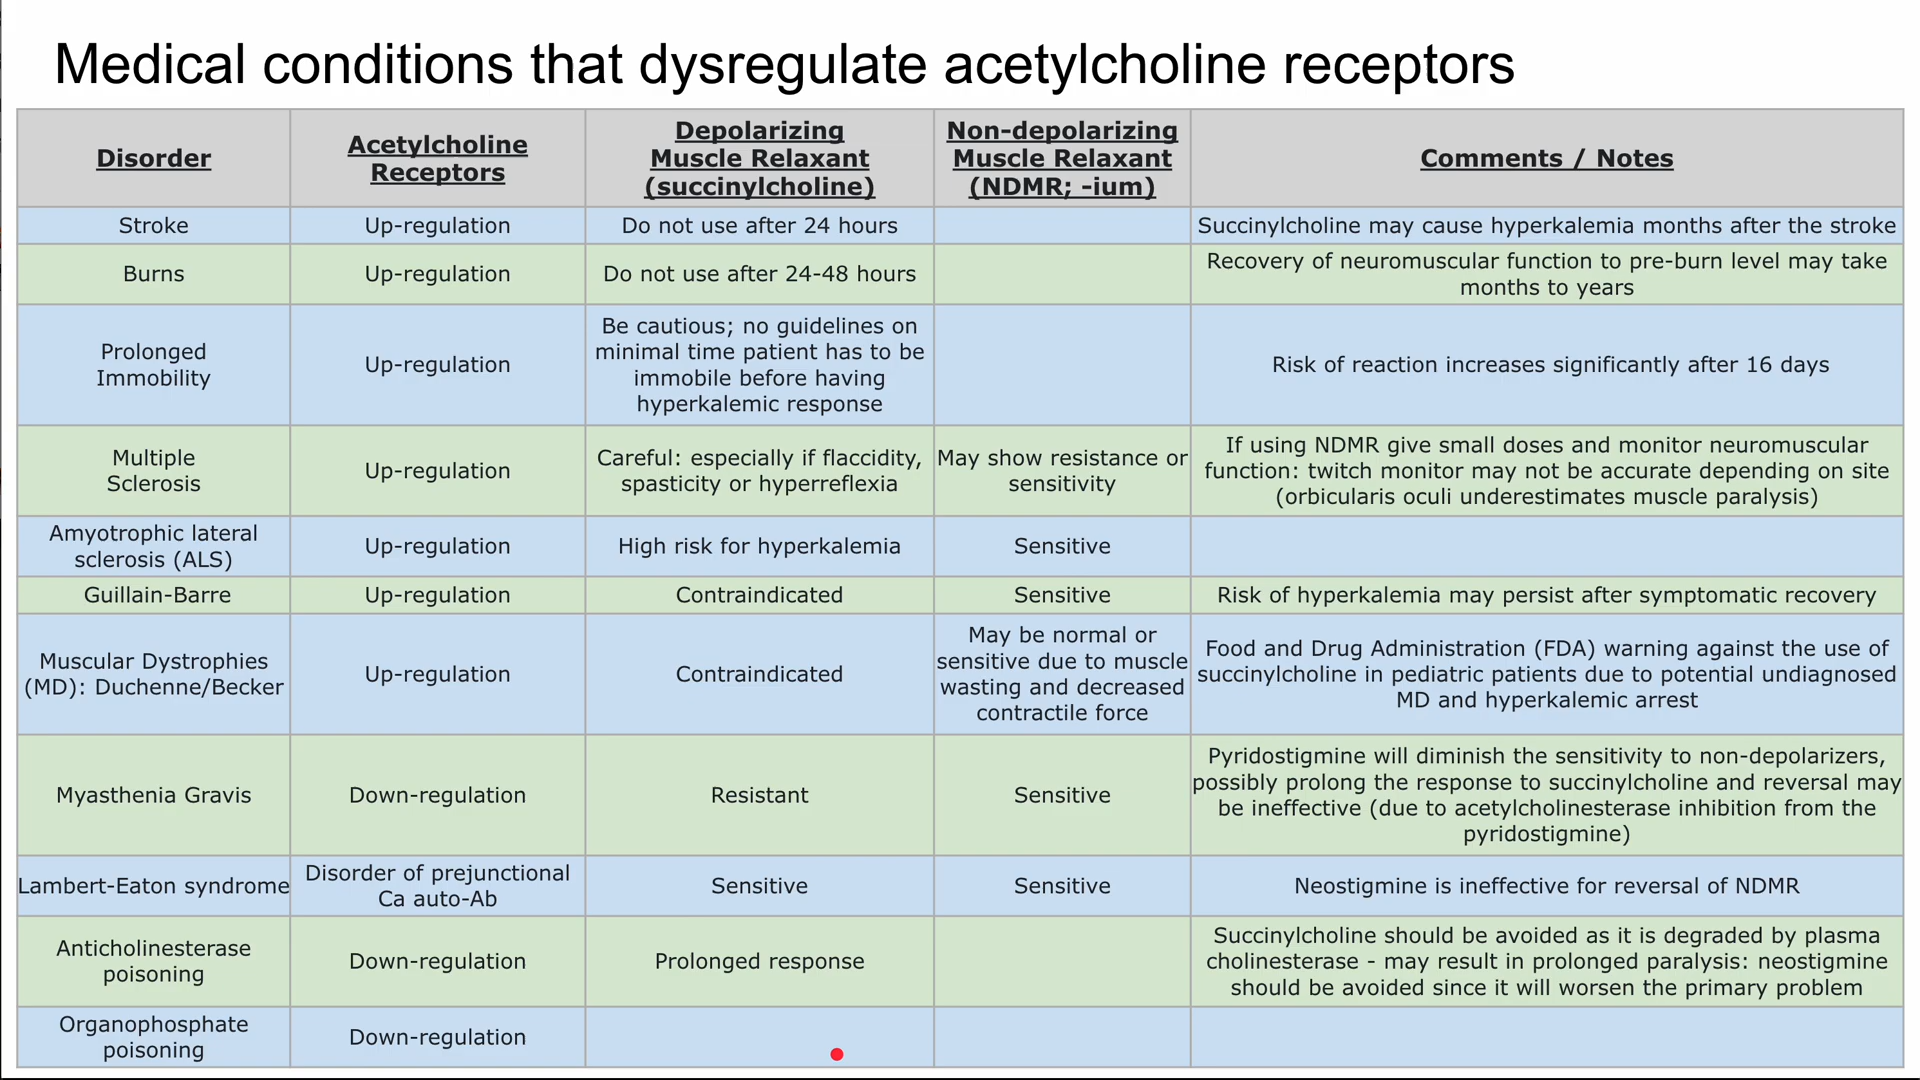 Medical conditions that dysregulate acetylcholine receptors
Disorder
Acetylcholine
Receptors
Depolarizing
Muscle Relaxant
(succinylcholine)
Non-depolarizing
Muscle Relaxant
(NDMR; -ium)
Comments / Notes
Stroke
Up-regulation
Do not use after 24 hours
Succinylcholine may cause hyperkalemia months after the stroke
Burns
Up-regulation
Do not use after 24-48 hours
Recovery of neuromuscular function to pre-burn level may take
months to years
Prolonged
Immobility
Up-regulation
Be cautious; no guidelines on
minimal time patient has to be
immobile before having
hyperkalemic response
Risk of reaction increases significantly after 16 days
Multiple
Sclerosis
Up-regulation
Careful: especially if flaccidity,
spasticity or hyperreflexia
May show resistance or
sensitivity
If using NDMR give small doses and monitor neuromuscular
function: twitch monitor may not be accurate depending on site
(orbicularis oculi underestimates muscle paralysis)
Amyotrophic lateral
sclerosis (ALS)
Up-regulation
High risk for hyperkalemia
Sensitive
Guillain-Barre
Up-regulation
Contraindicated
Sensitive
Risk of hyperkalemia may persist after symptomatic recovery
Muscular Dystrophies
(MD): Duchenne/Becker
Up-regulation
Contraindicated
May be normal or
sensitive due to muscle
wasting and decreased
contractile force
Food and Drug Administration (FDA) warning against the use of
succinylcholine in pediatric patients due to potential undiagnosed
MD and hyperkalemic arrest
Myasthenia Gravis
Down-regulation
Resistant
Sensitive
Pyridostigmine will diminish the sensitivity to non-depolarizers,
possibly prolong the response to succinylcholine and reversal may
be ineffective (due to acetylcholinesterase inhibition from the
pyridostigmine)
Lambert-Eaton syndrome
Disorder of prejunctional
Ca auto-Ab
Sensitive
Sensitive
Neostigmine is ineffective for reversal of NDMR
Anticholinesterase
poisoning
Down-regulation
Prolonged response
Succinylcholine should be avoided as it is degraded by plasma
cholinesterase - may result in prolonged paralysis: neostigmine
should be avoided since it will worsen the primary problem
Organophosphate
poisoning
Down-regulation